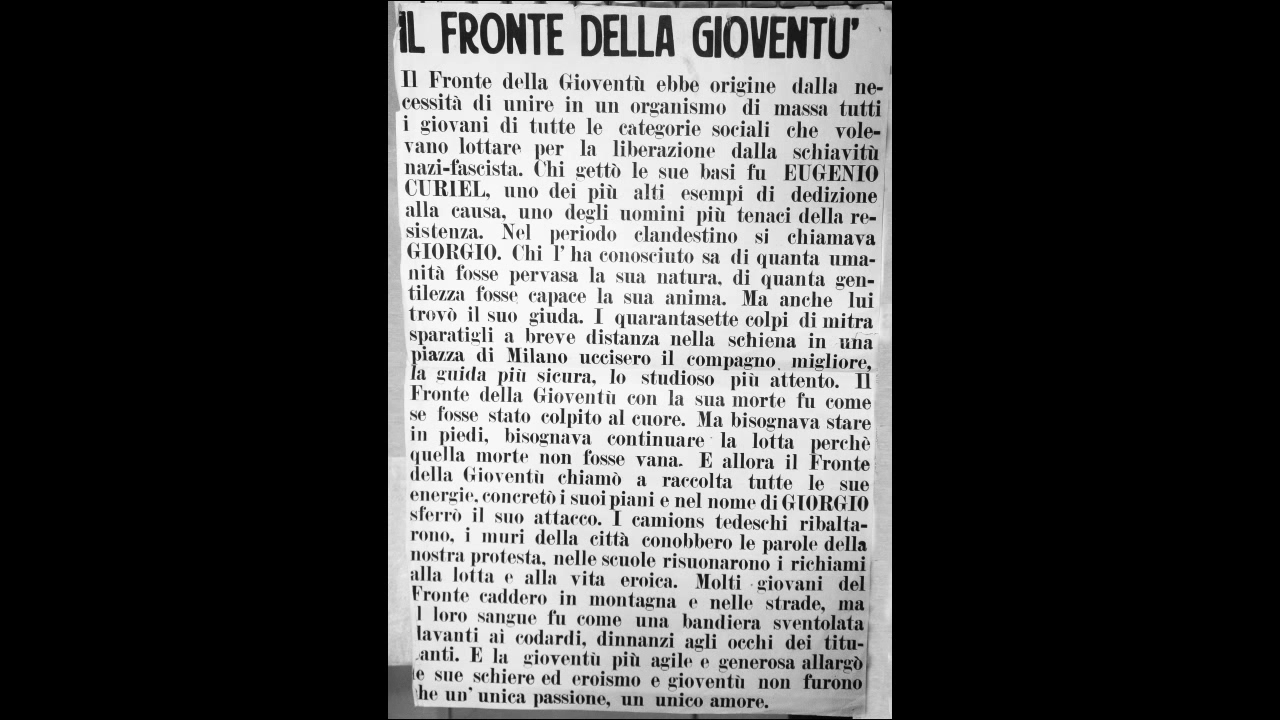 IL FRONTE DELLA GIOVENTU'
Il Fronte della Gioventù ebbe origine dalla ne-
cessità di unire in un organismo di massa tutti
i giovani di tutte le categorie sociali che vole-
vano lottare per la liberazione dalla schiavitù
nazi-fascista. Chi gettò le sue basi fu EUGENIO
CURIEL, uno dei più alti esempi di dedizione
alla causa, uno degli uomini più tenaci della re-
sistenza. Nel periodo clandestino si chiamava
GIORGIO. Chi l'ha conosciuto sa di quanta uma-
nità fosse pervasa la sua natura, di quanta gen-
tilezza fosse capace la sua anima. Ma anche lui
trovò il suo giuda. I quarantasette colpi di mitra
sparatigli a breve distanza nella schiena in una
piazza di Milano uccisero il compagno migliore,
la guida più sicura, lo studioso più attento. Il
Fronte della Gioventù con la sua morte fu come
se fosse stato colpito al cuore. Ma bisognava stare
in piedi, bisognava continuare la lotta perchè
quella morte non fosse vana. E allora il Fronte
della Gioventù chiamò a raccolta tutte le sue
energie, concretò i suoi piani e nel nome di GIORGIO
sferrò il suo attacco. I camions tedeschi ribalta-
rono, i muri della città conobbero le parole della
nostra protesta, nelle scuole risuonarono i richiami
alla lotta e alla vita eroica. Molti giovani del
Fronte caddero in montagna e nelle strade, ma
l loro sangue fu come una bandiera sventolata
lavanti ai codardi, dinnanzi agli occhi dei titu-
anti. E la gioventù più agile e generosa allargò
e sue schiere ed eroismo e gioventù non furono
he un'unica passione, un unico amore.